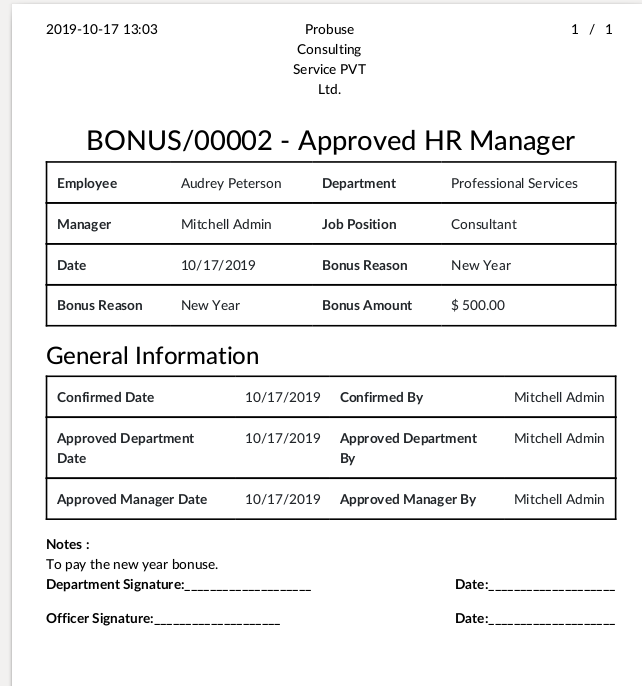 2019-10-17 13:03 Probuse 1 / 1
Consulting
Service PVT
Ltd.
BONUS/00002 - Approved HR Manager
Employee Audrey Peterson Department Professional Services
Manager Mitchell Admin Job Position Consultant
Date 10/17/2019 Bonus Reason New Year
Bonus Reason New Year Bonus Amount $ 500.00
General Information
Confirmed Date 10/17/2019 Confirmed By Mitchell Admin
Approved Department 10/17/2019 Approved Department Mitchell Admin
Date By
Approved Manager Date 10/17/2019 Approved Manager By Mitchell Admin
Notes :
To pay the new year bonuse.
Department Signature:____________________ Date:____________________
Officer Signature:____________________ Date:____________________